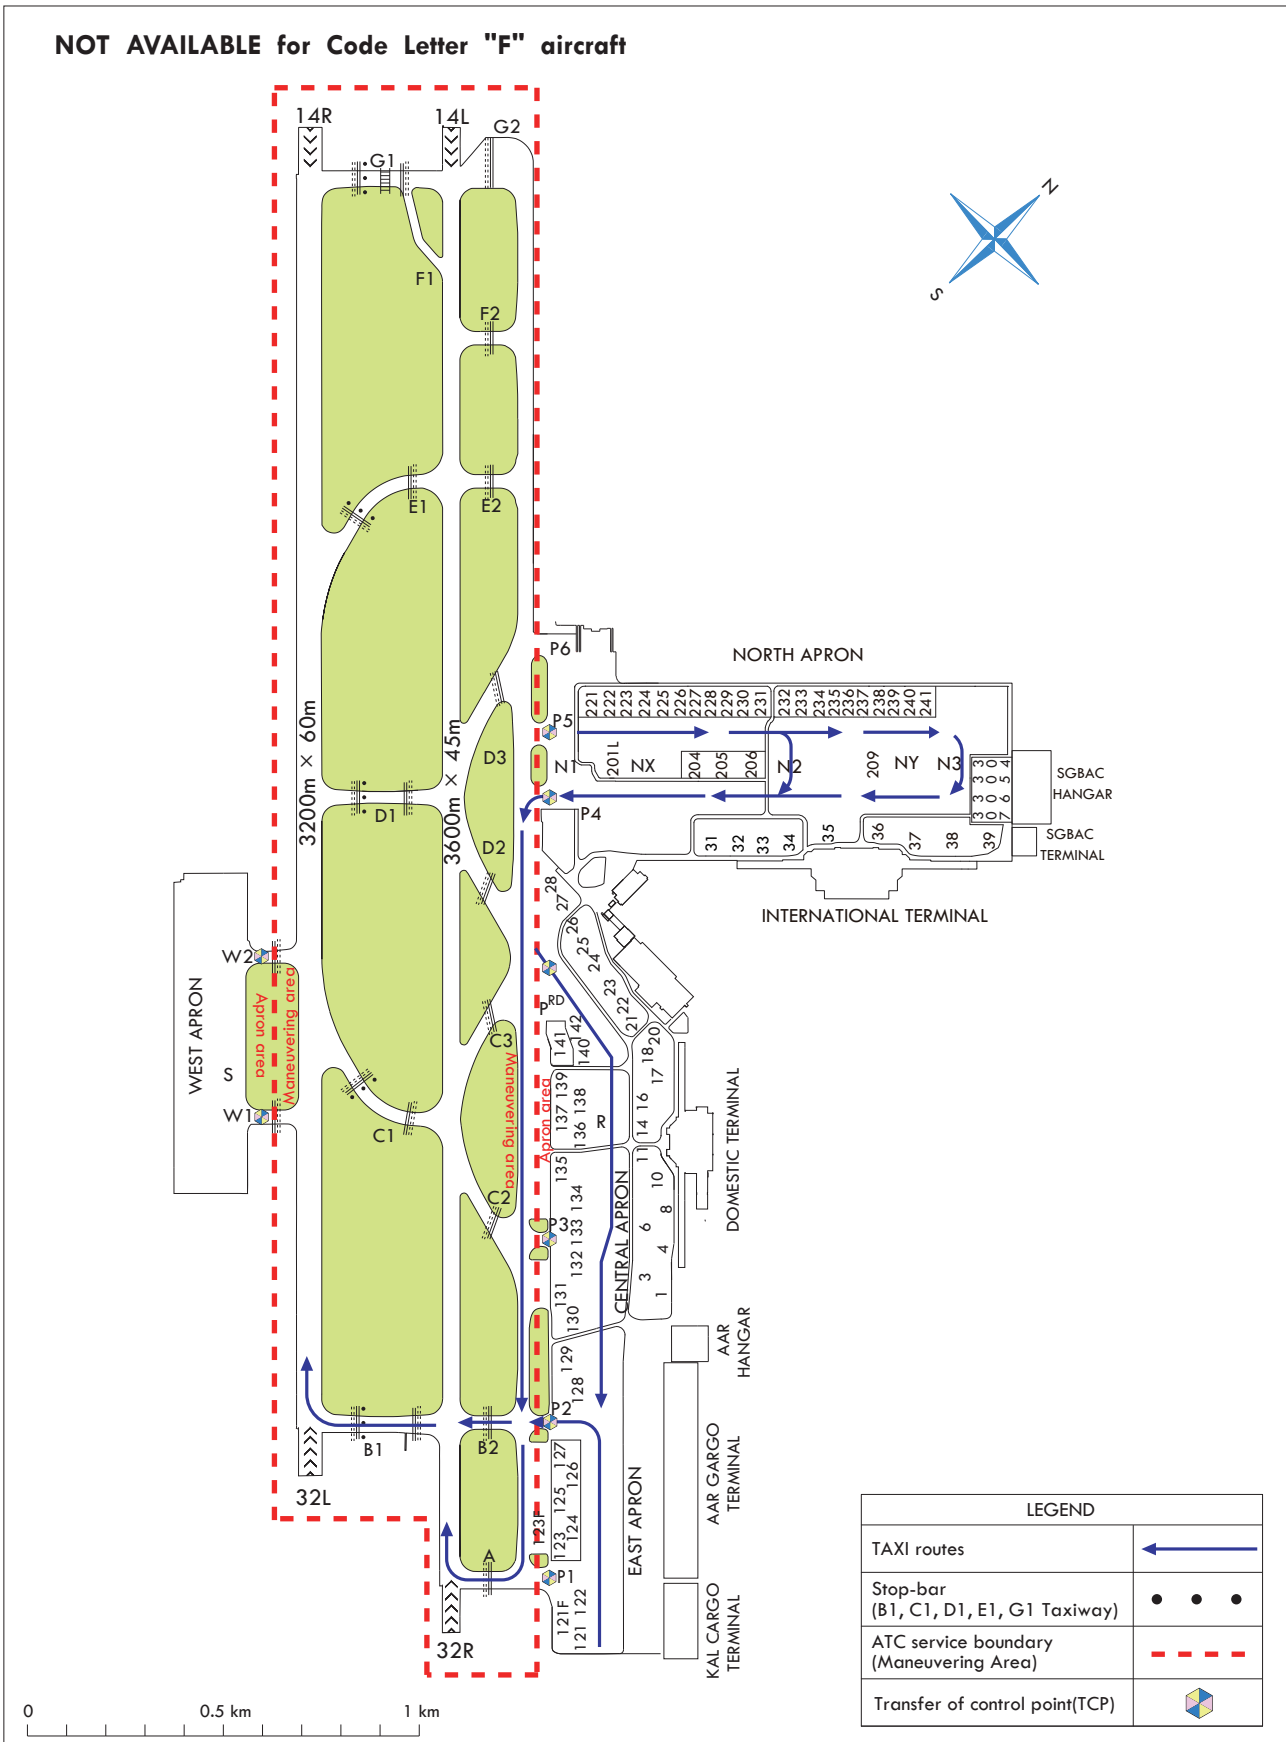 NOT AVAILABLE for Code Letter "F" aircraft
14R
14L
G2
G1
N
S
F1
F2
E1
E2
P6
NORTH APRON
221
222
223
224
225
226
227
228
229
230
231
232
233
234
235
236
237
238
239
240
241
P5
3200m × 60m
3600m × 45m
D3
N1
201L
NX
204
205
206
N2
209
NY
N3
307
306
305
304
SGBAC
HANGAR
D1
P4
D2
31
32
33
34
35
36
37
38
39
SGBAC
TERMINAL
INTERNATIONAL TERMINAL
28
27
26
25
24
23
22
21
20
W2
WEST APRON
Apron area
Maneuvering area
S
W1
PRD
C3
Maneuvering area
Apron area
141
142
140
139
138
137
136
R
18
17
16
14
C1
DOMESTIC TERMINAL
135
134
133
132
131
130
11
10
8
6
4
3
1
C2
P3
CENTRAL APRON
AAR
HANGAR
129
128
P2
B1
B2
127
126
125
124
123
123F
EAST APRON
AAR GARGO
TERMINAL
32L
A
P1
121F
122
121
KAL CARGO
TERMINAL
32R
LEGEND
TAXI routes
Stop-bar
(B1, C1, D1, E1, G1 Taxiway)
ATC service boundary
(Maneuvering Area)
Transfer of control point(TCP)
0
0.5 km
1 km